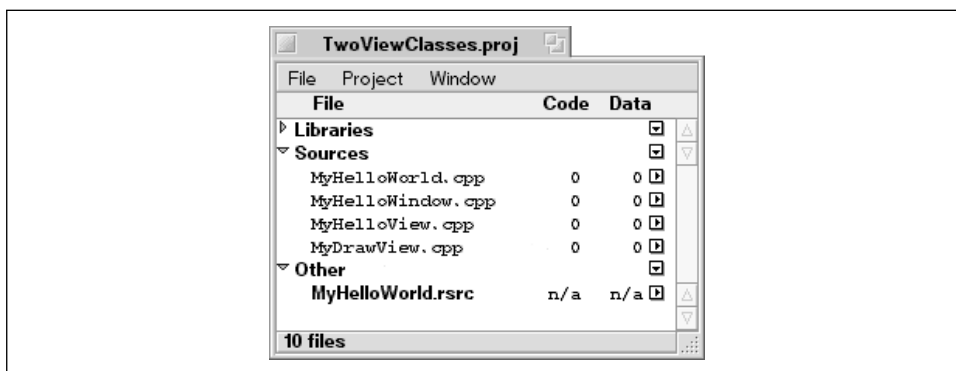 TwoViewClasses.proj
File Project Window
File Code Data
Libraries
Sources
MyHelloWorld.cpp 0 0
MyHelloWindow.cpp 0 0
MyHelloView.cpp 0 0
MyDrawView.cpp 0 0
Other
MyHelloWorld.rsrc n/a n/a
10 files